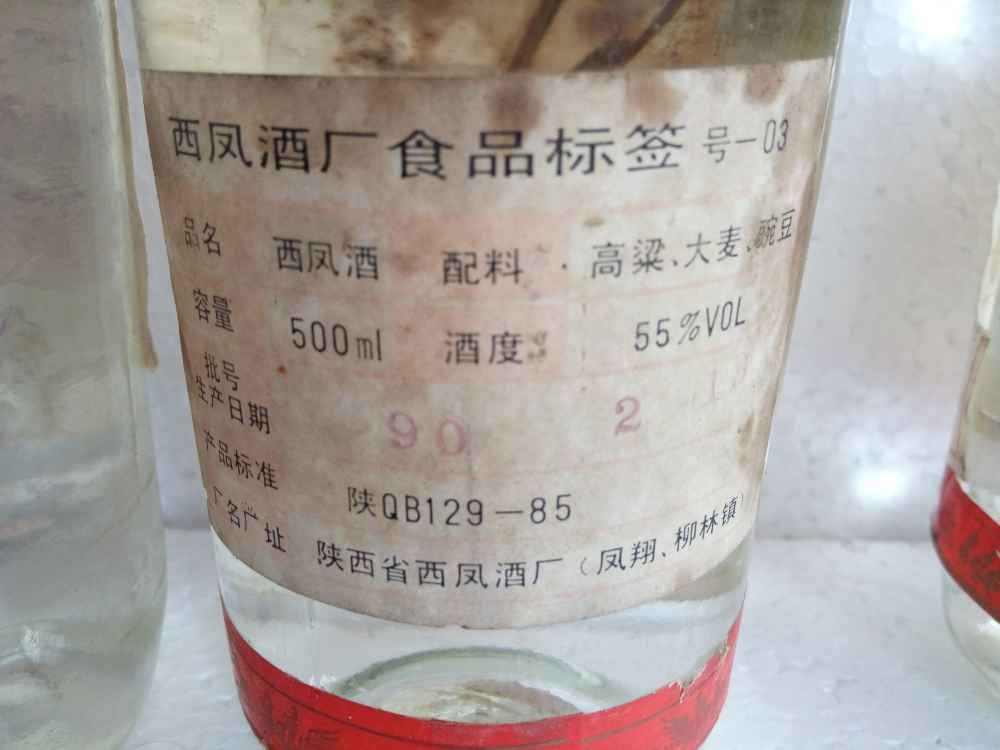 西凤酒厂食品标签 号－03
品名 西凤酒 配料 高粱、大麦、豌豆
容量 500ml 酒度 55%VOL
批号
生产日期 90 2 1
产品标准 陕QB129－85
厂名厂址 陕西省西凤酒厂（凤翔、柳林镇）